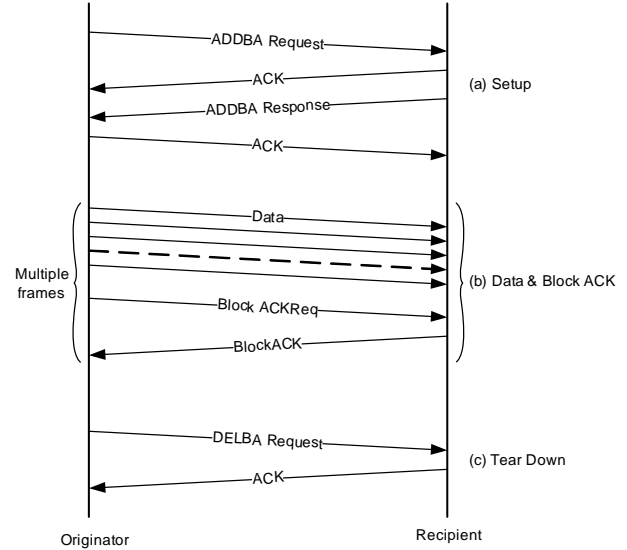 ADDBA Request
ACK
(a) Setup
ADDBA Response
ACK
Data
Multiple
frames
(b) Data & Block ACK
Block ACKReq
BlockACK
DELBA Request
(c) Tear Down
ACK
Originator
Recipient